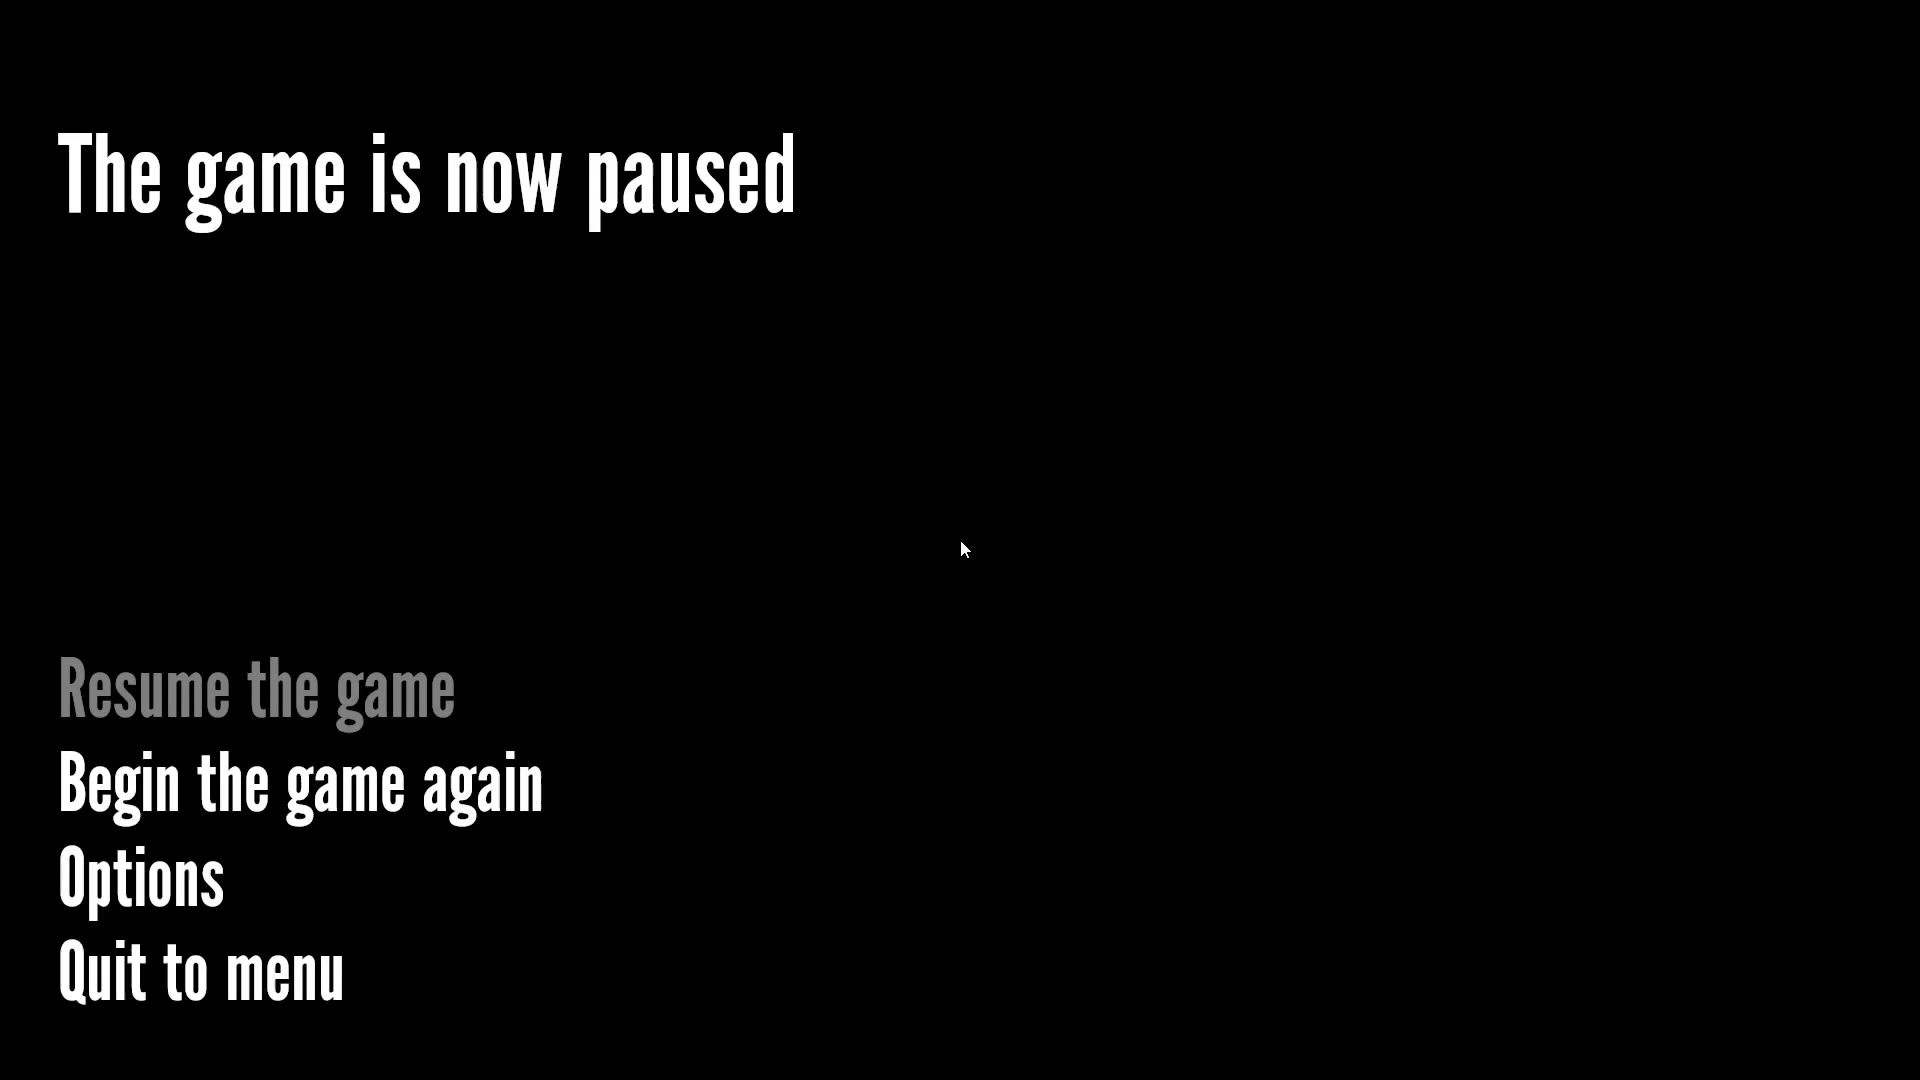 The game is now paused
Resume the game
Begin the game again
Options
Quit to menu